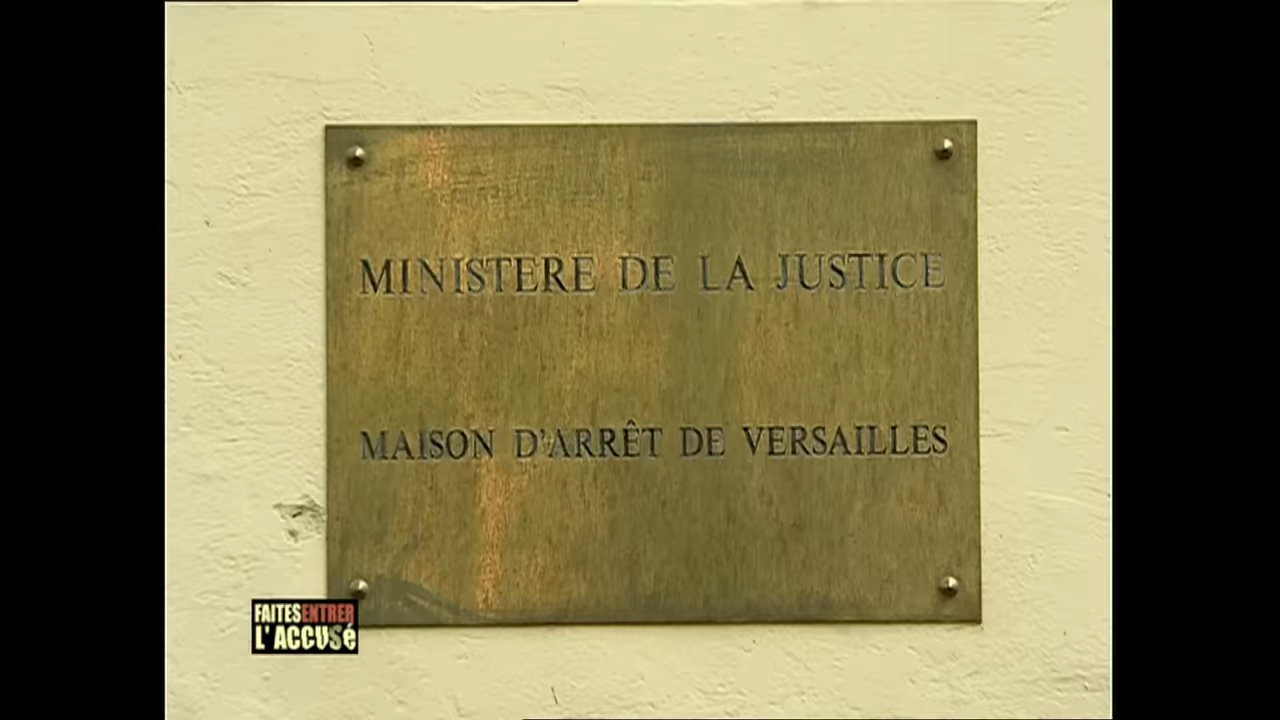 MINISTERE DE LA JUSTICE
MAISON D'ARRÊT DE VERSAILLES
FAITES ENTRER
L'ACCUSé